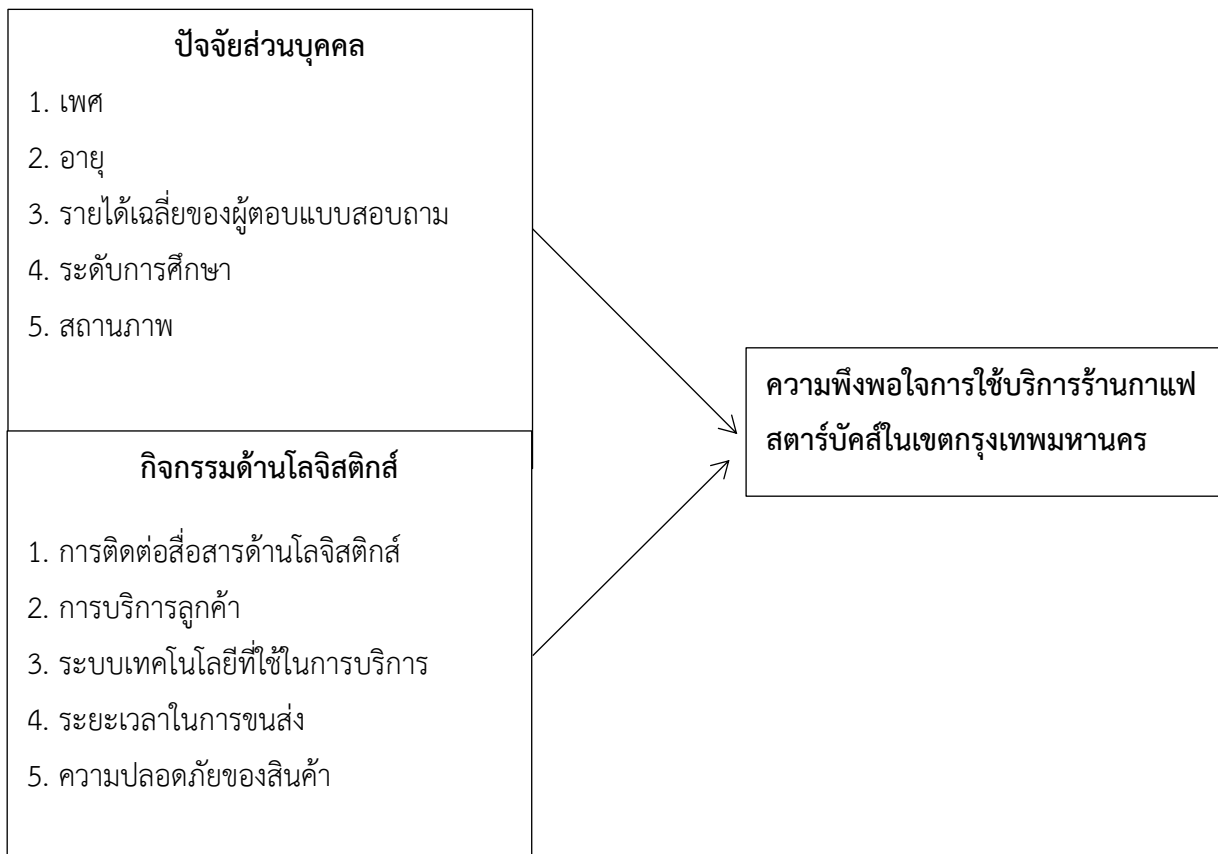 ปัจจัยส่วนบุคคล
1. เพศ
2. อายุ
3. รายได้เฉลี่ยของผู้ตอบแบบสอบถาม
4. ระดับการศึกษา
5. สถานภาพ
กิจกรรมด้านโลจิสติกส์
1. การติดต่อสื่อสารด้านโลจิสติกส์
2. การบริการลูกค้า
3. ระบบเทคโนโลยีที่ใช้ในการบริการ
4. ระยะเวลาในการขนส่ง
5. ความปลอดภัยของสินค้า
ความพึงพอใจการใช้บริการร้านกาแฟ
สตาร์บัคส์ในเขตกรุงเทพมหานคร